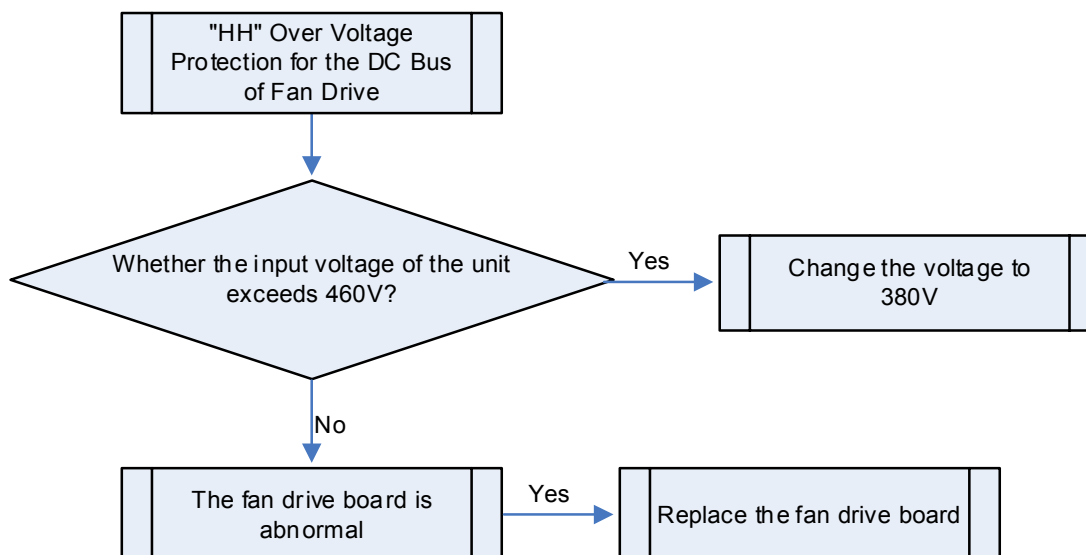 "HH" Over Voltage
Protection for the DC Bus
of Fan Drive
Whether the input voltage of the unit
exceeds 460V?
Yes
Change the voltage to
380V
No
The fan drive board is
abnormal
Yes
Replace the fan drive board